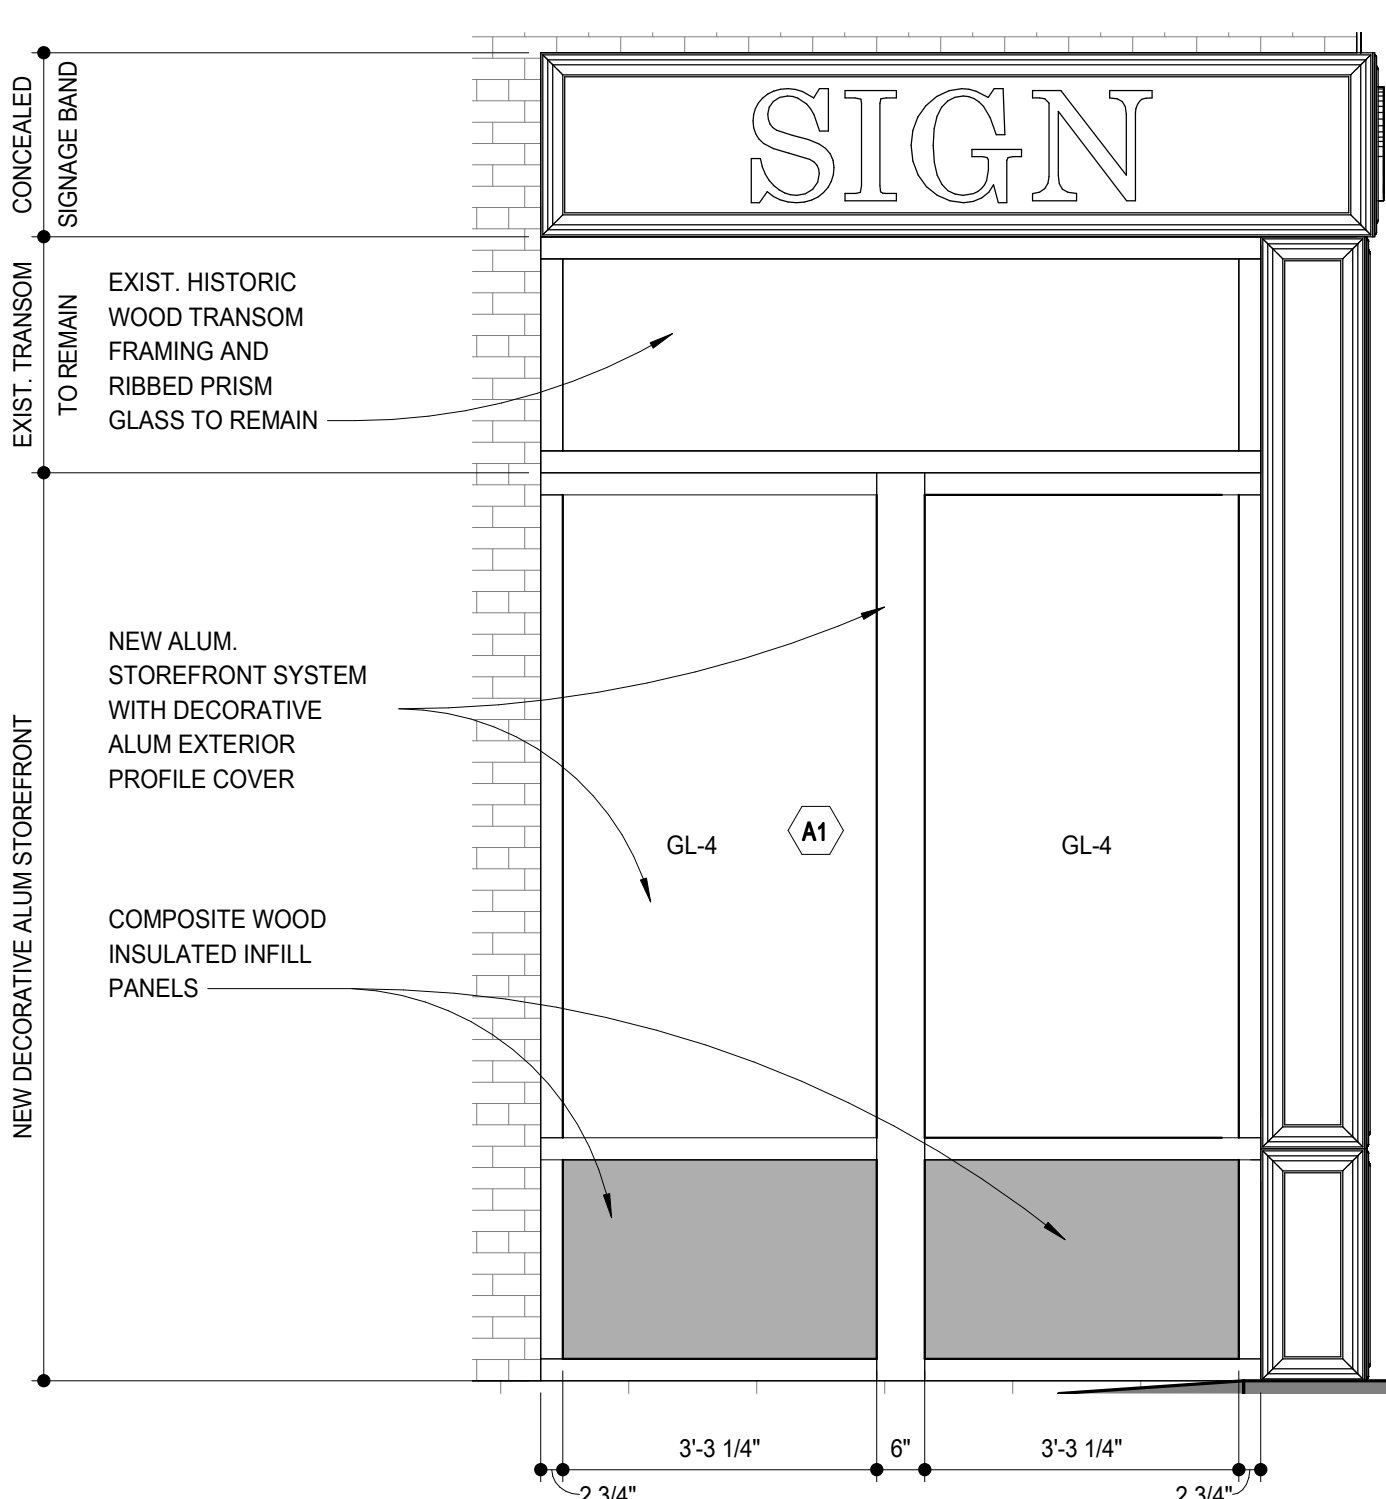 SIGN
CONCEALED
SIGNAGE BAND
EXIST. TRANSOM
TO REMAIN
EXIST. HISTORIC
WOOD TRANSOM
FRAMING AND
RIBBED PRISM
GLASS TO REMAIN
NEW DECORATIVE ALUM STOREFRONT
NEW ALUM.
STOREFRONT SYSTEM
WITH DECORATIVE
ALUM EXTERIOR
PROFILE COVER
GL-4
A1
GL-4
COMPOSITE WOOD
INSULATED INFILL
PANELS
3'-3 1/4" 6" 3'-3 1/4"
2 3/4" 2 3/4"